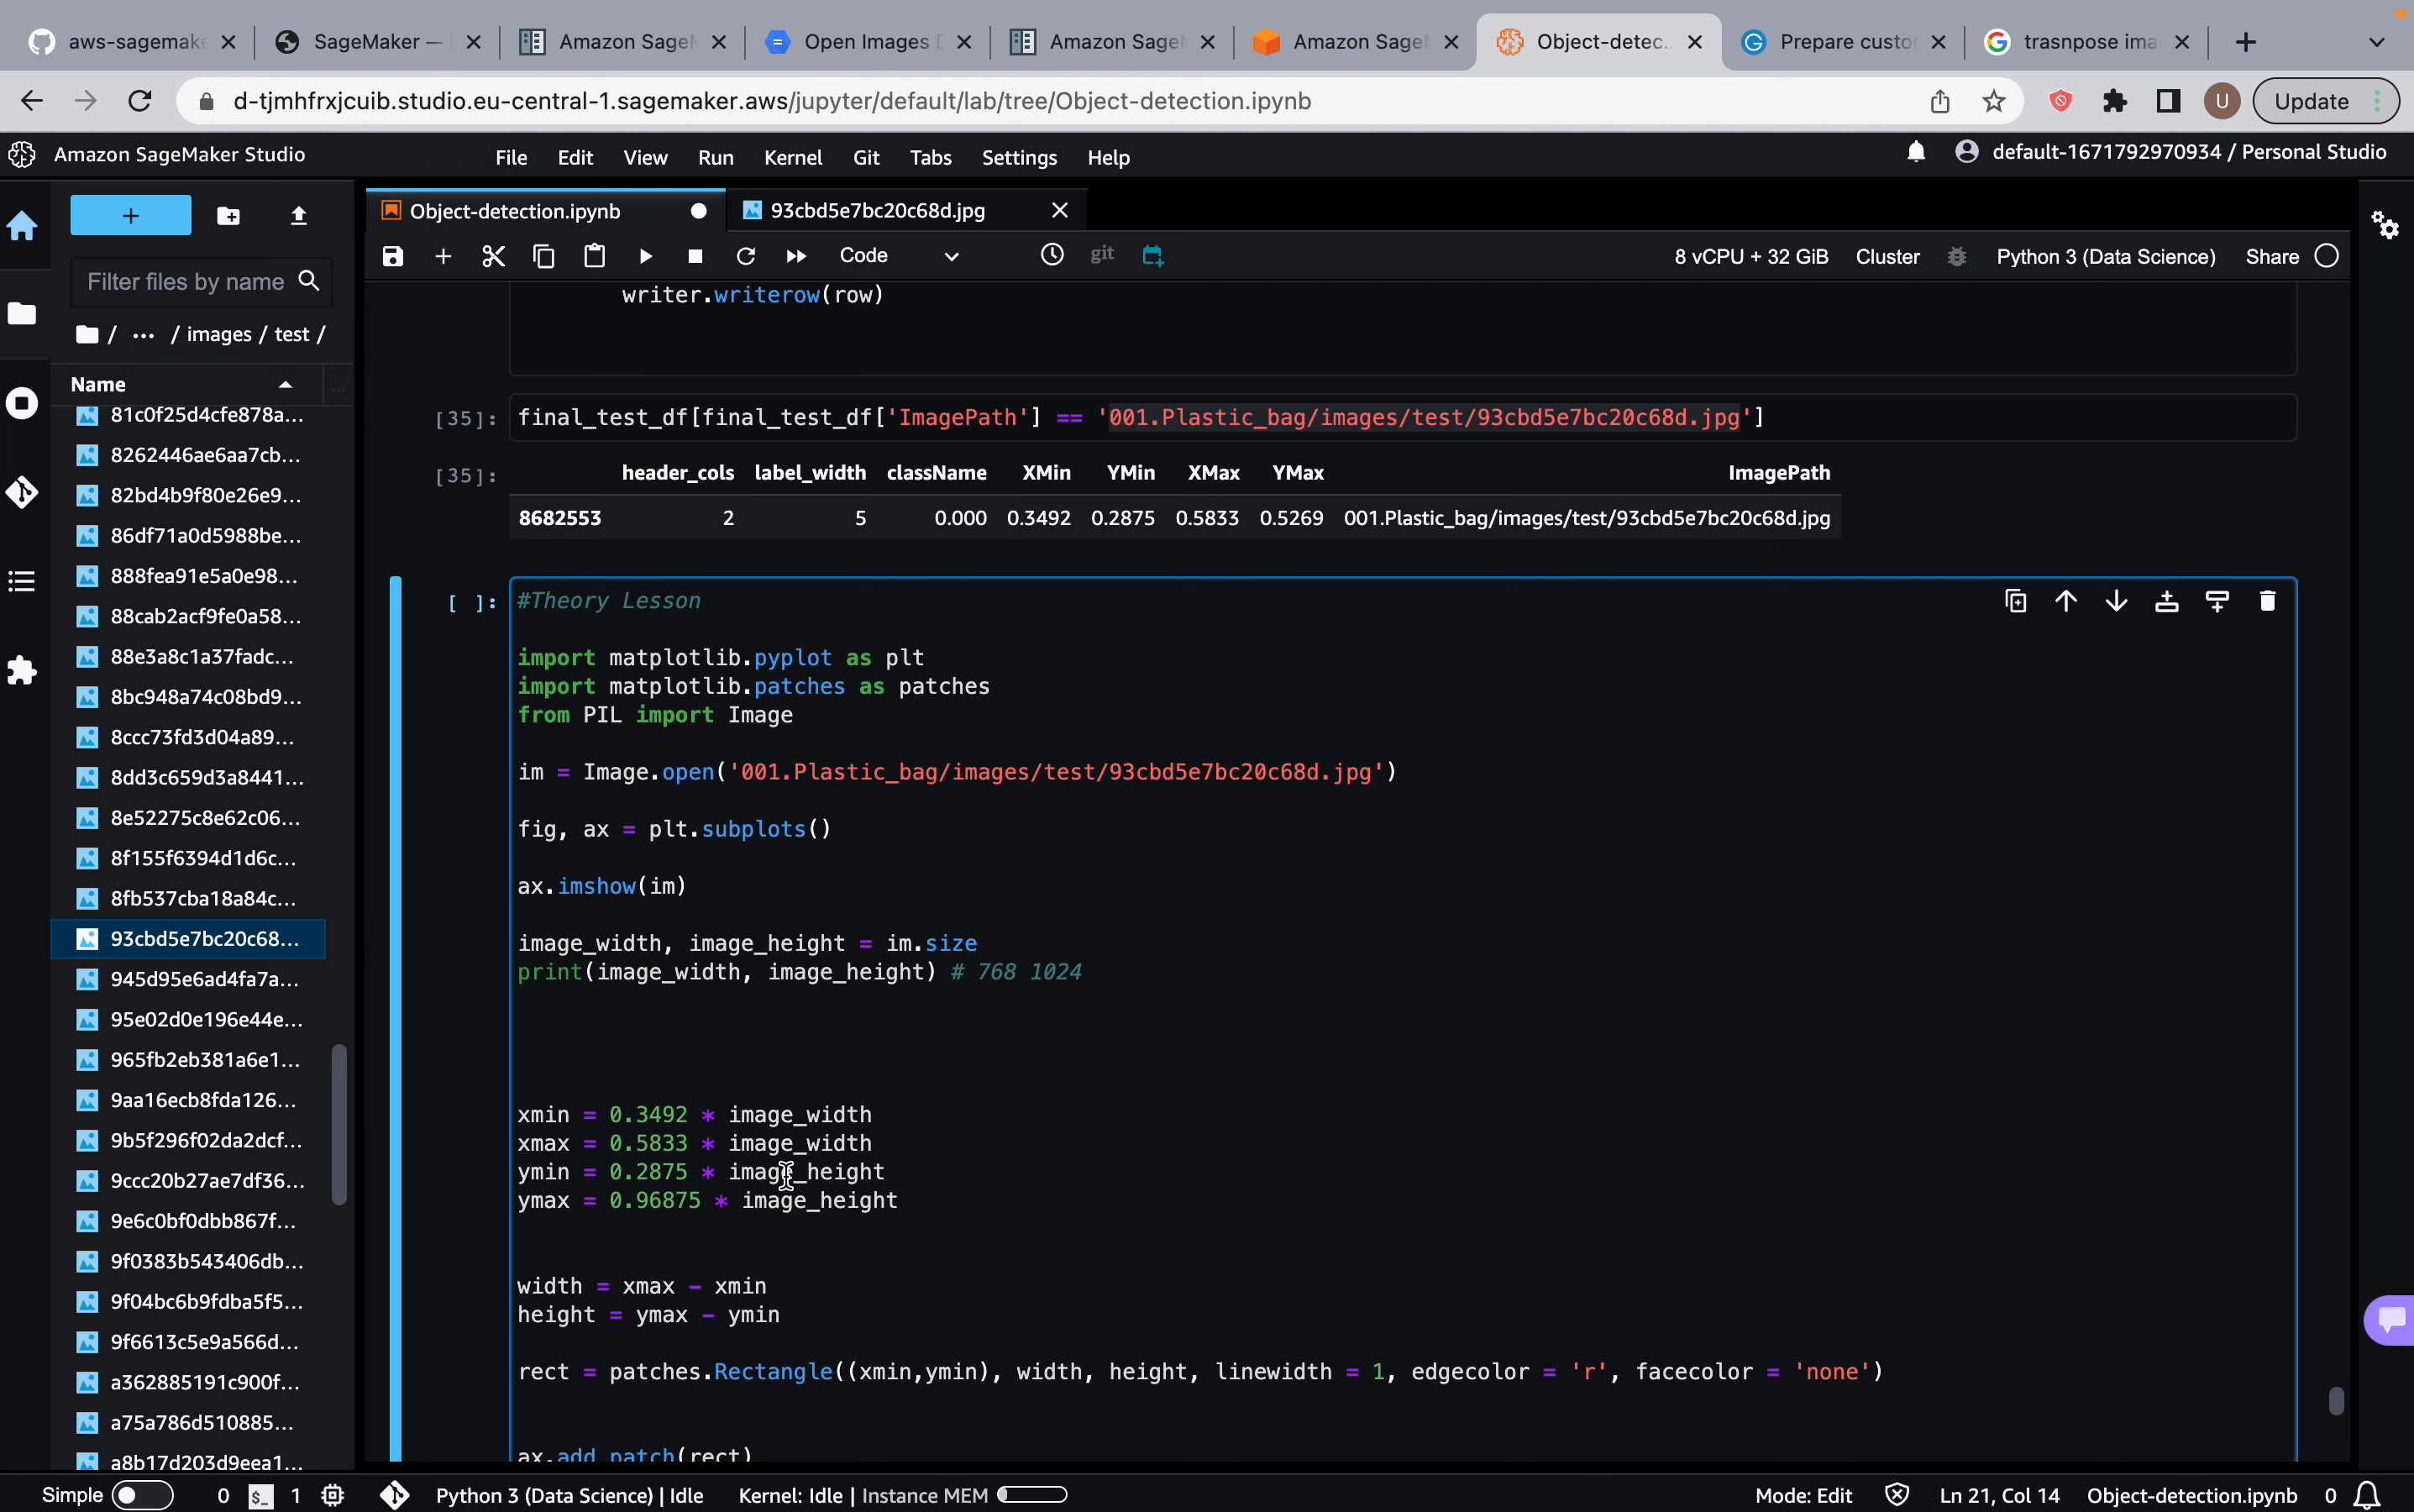 aws-sagemake
SageMaker —
Amazon Sage
Open Images D
Amazon Sage
Amazon Sage
Object-detec...
Prepare custo
trasnpose ima
d-tjmhfrxjcuib.studio.eu-central-1.sagemaker.aws/jupyter/default/lab/tree/Object-detection.ipynb
U
Update
Amazon SageMaker Studio
File Edit View Run Kernel Git Tabs Settings Help
default-1671792970934 / Personal Studio
Object-detection.ipynb
93cbd5e7bc20c68d.jpg
Code
git
8 vCPU + 32 GiB Cluster Python 3 (Data Science) Share
Filter files by name
/ ··· / images / test /
Name
81c0f25d4cfe878a...
8262446ae6aa7cb...
82bd4b9f80e26e9...
86df71a0d5988be...
888fea91e5a0e98...
88cab2acf9fe0a58...
88e3a8c1a37fadc...
8bc948a74c08bd9...
8ccc73fd3d04a89...
8dd3c659d3a8441...
8e52275c8e62c06...
8f155f6394d1d6c...
8fb537cba18a84c...
93cbd5e7bc20c68...
945d95e6ad4fa7a...
95e02d0e196e44e...
965fb2eb381a6e1...
9aa16ecb8fda126...
9b5f296f02da2dcf...
9ccc20b27ae7df36...
9e6c0bf0dbb867f...
9f0383b543406db...
9f04bc6b9fdba5f5...
9f6613c5e9a566d...
a362885191c900f...
a75a786d510885...
a8b17d203d9eea1...
writer.writerow(row)
[35]: final_test_df[final_test_df['ImagePath'] == '001.Plastic_bag/images/test/93cbd5e7bc20c68d.jpg']
[35]: header_cols label_width className XMin YMin XMax YMax ImagePath
8682553 2 5 0.000 0.3492 0.2875 0.5833 0.5269 001.Plastic_bag/images/test/93cbd5e7bc20c68d.jpg
[ ]: #Theory Lesson
import matplotlib.pyplot as plt
import matplotlib.patches as patches
from PIL import Image
im = Image.open('001.Plastic_bag/images/test/93cbd5e7bc20c68d.jpg')
fig, ax = plt.subplots()
ax.imshow(im)
image_width, image_height = im.size
print(image_width, image_height) # 768 1024
xmin = 0.3492 * image_width
xmax = 0.5833 * image_width
ymin = 0.2875 * image_height
ymax = 0.96875 * image_height
width = xmax - xmin
height = ymax - ymin
rect = patches.Rectangle((xmin,ymin), width, height, linewidth = 1, edgecolor = 'r', facecolor = 'none')
ax.add_patch(rect)
Simple 0 $_ 1 Python 3 (Data Science) | Idle Kernel: Idle | Instance MEM Mode: Edit Ln 21, Col 14 Object-detection.ipynb 0